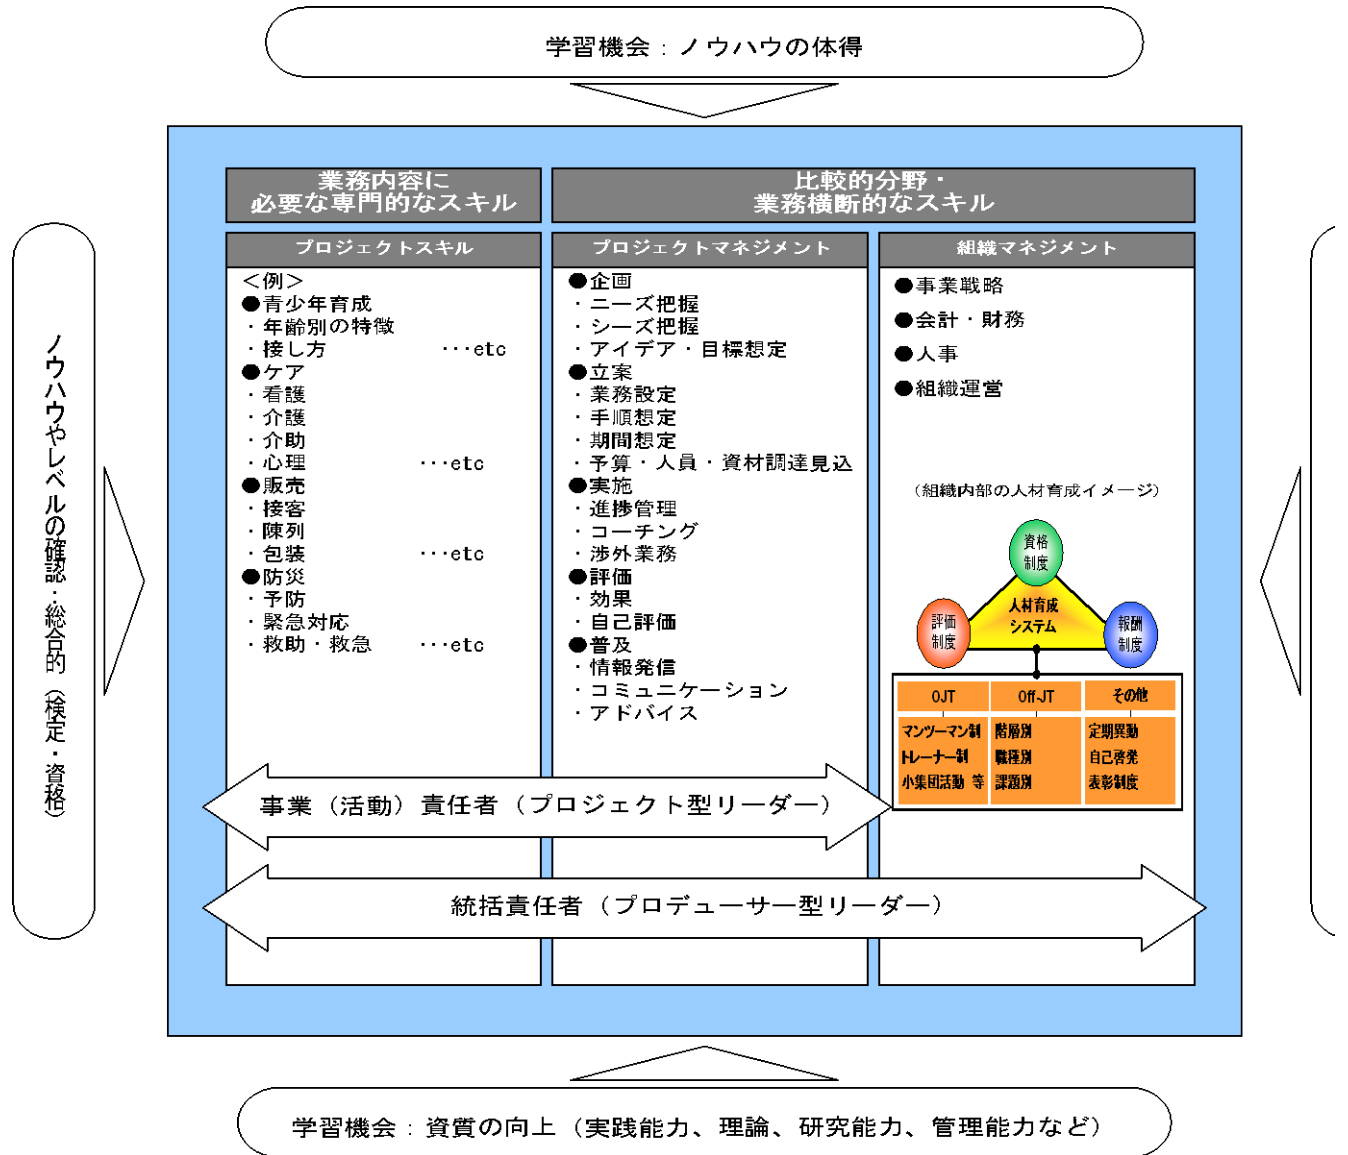 学習機会：ノウハウの体得
業務内容に
必要な専門的なスキル
比較的分野・
業務横断的なスキル
プロジェクトスキル
プロジェクトマネジメント
組織マネジメント
＜例＞
●青少年育成
・年齢別の特徴
・接し方 …etc
●ケア
・看護
・介護
・介助
・心理 …etc
●販売
・接客
・陳列
・包装 …etc
●防災
・予防
・緊急対応
・救助・救急 …etc
●企画
・ニーズ把握
・シーズ把握
・アイデア・目標想定
●立案
・業務設定
・手順想定
・期間想定
・予算・人員・資材調達見込
●実施
・進捗管理
・コーチング
・渉外業務
●評価
・効果
・自己評価
●普及
・情報発信
・コミュニケーション
・アドバイス
●事業戦略
●会計・財務
●人事
●組織運営
（組織内部の人材育成イメージ）
資格
制度
人材育成
システム
評価
制度
報酬
制度
OJT
マンツーマン制
トレーナー制
小集団活動 等
Off-JT
階層別
職種別
課題別
その他
定期異動
自己啓発
表彰制度
事業（活動）責任者（プロジェクト型リーダー）
統括責任者（プロデューサー型リーダー）
ノウハウやレベルの確認：総合的（検定・資格）
学習機会：資質の向上（実践能力、理論、研究能力、管理能力など）